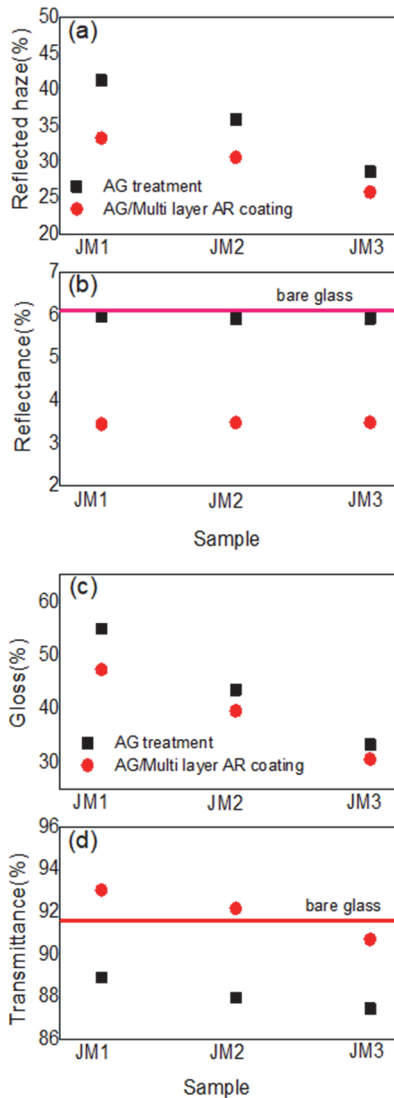 (a)
Reflected haze(%)
50
45
40
35
30
25
20
AG treatment
AG/Multi layer AR coating
JM1 JM2 JM3
(b)
Reflectance(%)
7
6
5
4
3
2
bare glass
JM1 JM2 JM3
Sample
(c)
Gloss(%)
60
50
40
30
AG treatment
AG/Multi layer AR coating
JM1 JM2 JM3
(d)
Transmittance(%)
96
94
92
90
88
86
bare glass
JM1 JM2 JM3
Sample